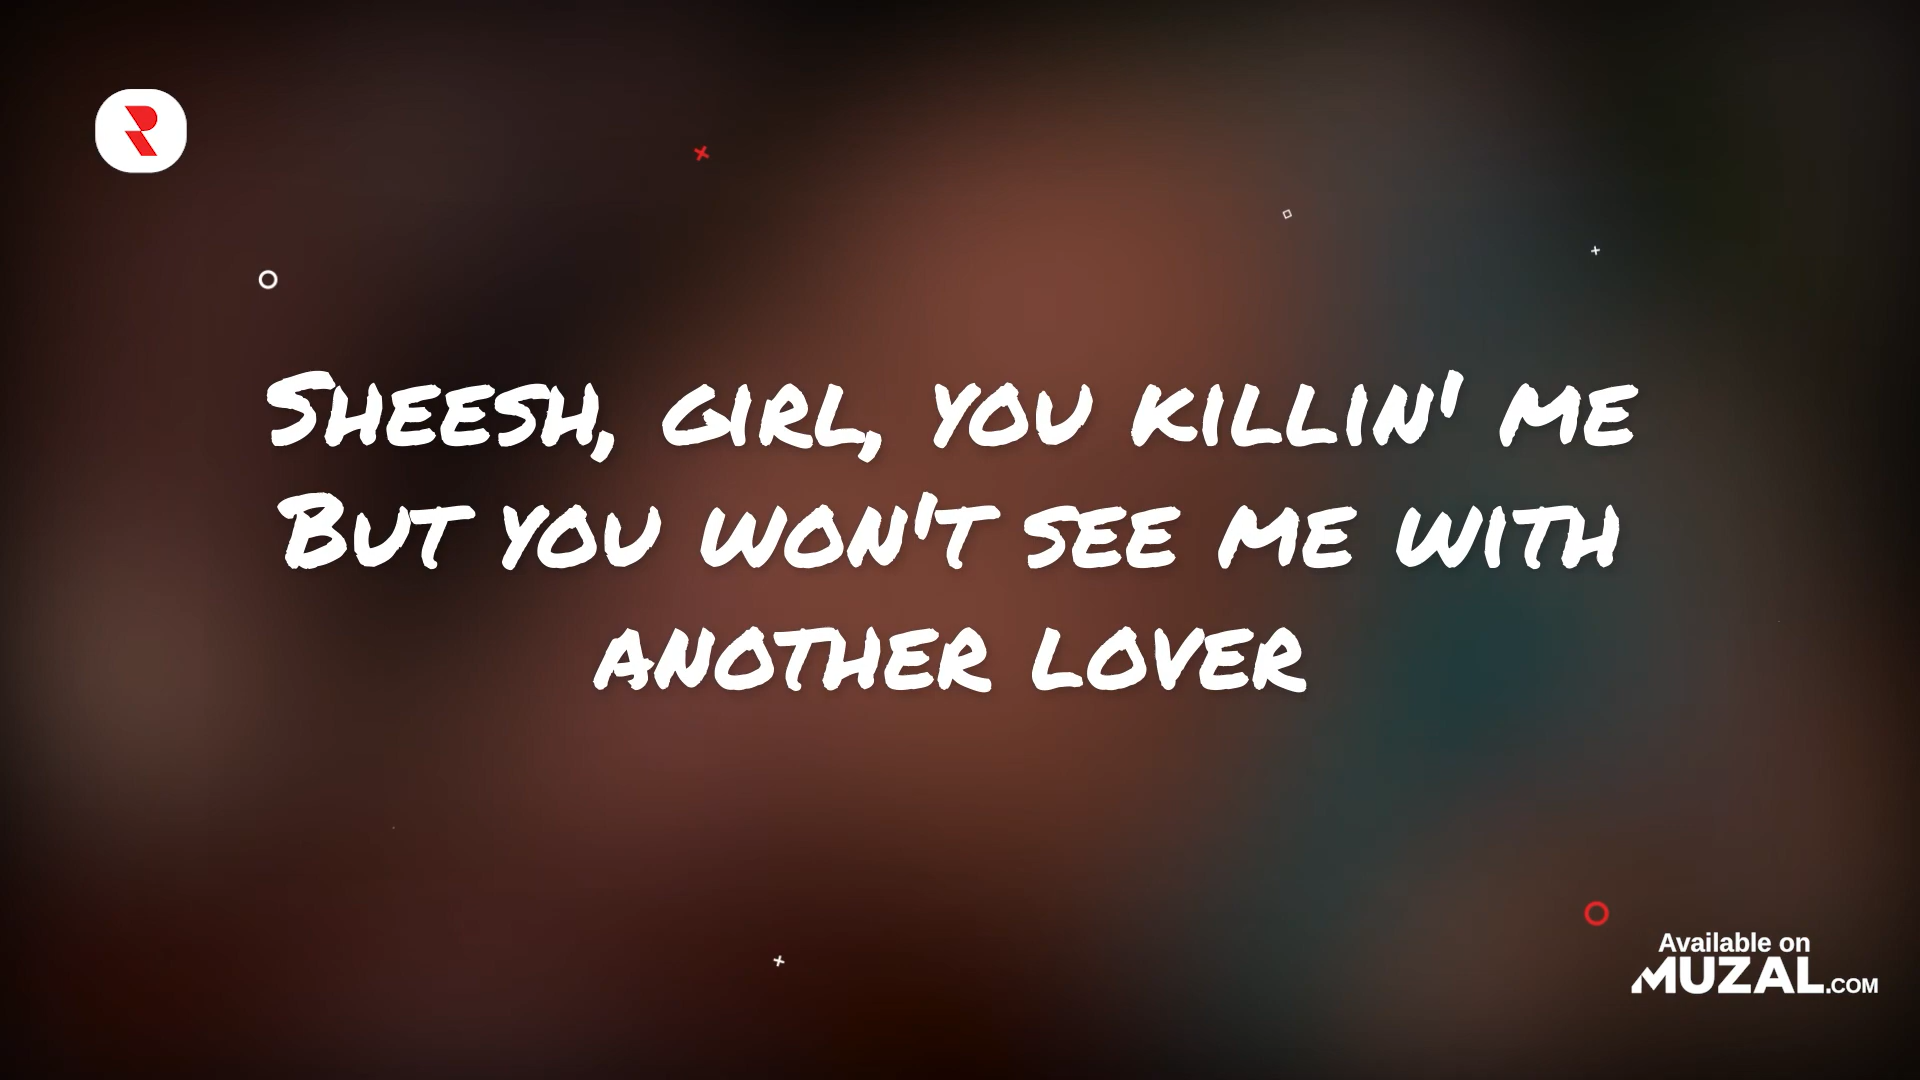 Sheesh, girl, you killin' me
But you won't see me with
another lover
Available on
MUZAL.COM